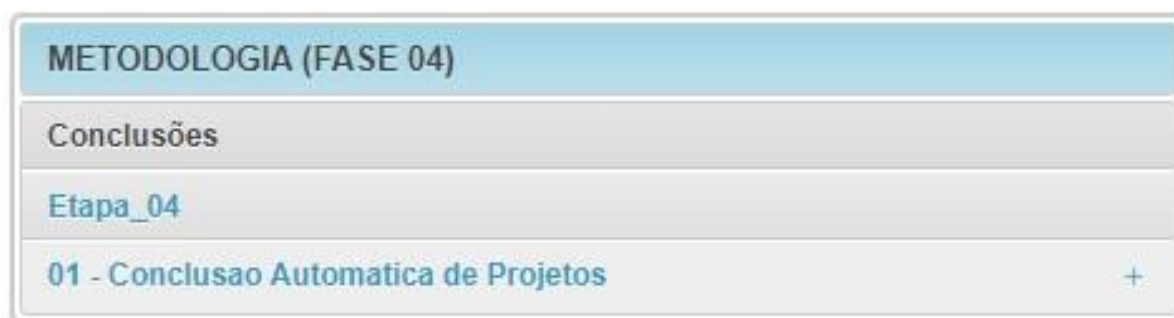 METODOLOGIA (FASE 04)
Conclusões
Etapa_04
01 - Conclusao Automatica de Projetos +